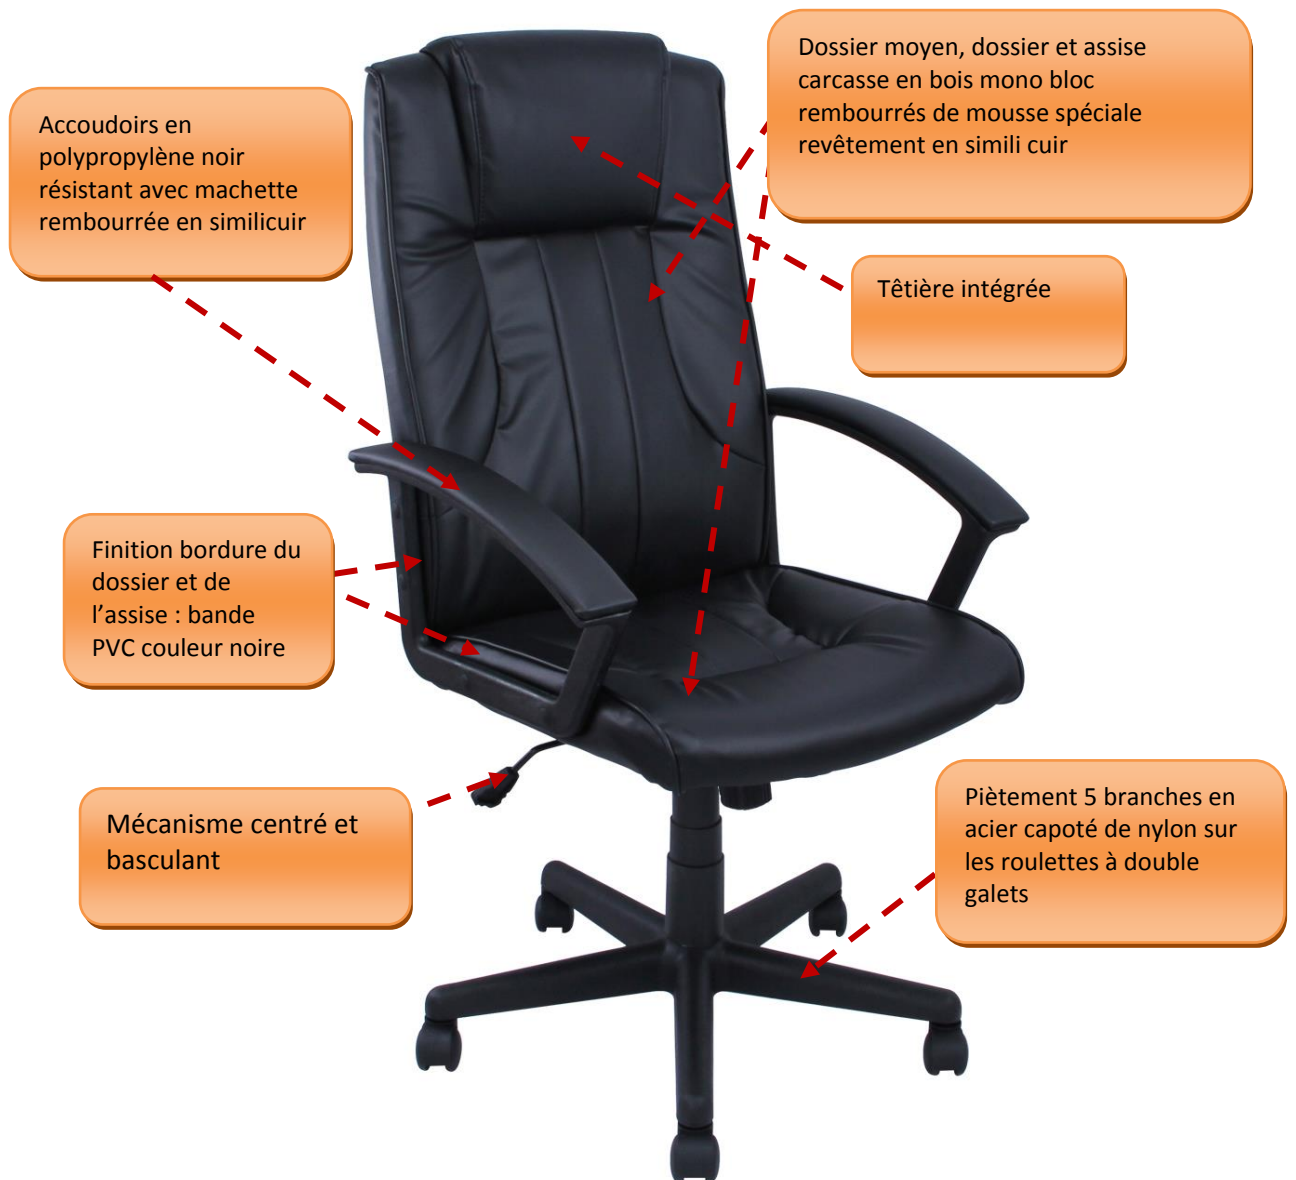 Dossier moyen, dossier et assise
carcasse en bois mono bloc
rembourrés de mousse spéciale
revêtement en simili cuir
Accoudoirs en
polypropylène noir
résistant avec machette
rembourrée en similicuir
Têtière intégrée
Finition bordure du
dossier et de
l’assise : bande
PVC couleur noire
Mécanisme centré et
basculant
Piètement 5 branches en
acier capoté de nylon sur
les roulettes à double
galets